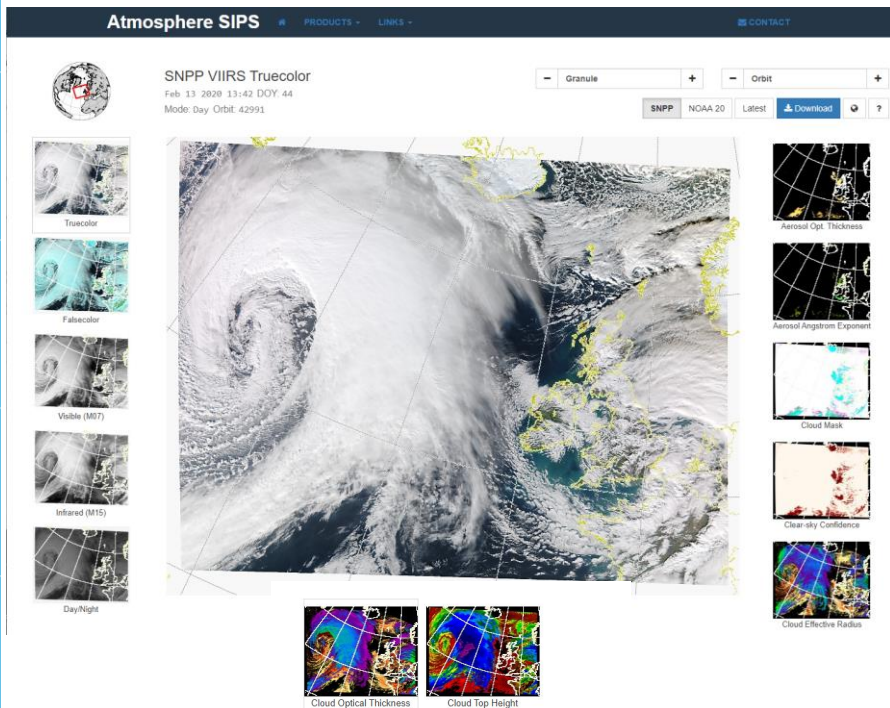 Atmosphere SIPS PRODUCTS LINKS CONTACT
SNPP VIIRS Truecolor
Feb 13 2020 13:42 DOY: 44
Mode: Day Orbit: 42991
− Granule + − Orbit +
SNPP NOAA 20 Latest Download ?
Truecolor
Falsecolor
Visible (M07)
Infrared (M15)
Day/Night
Aerosol Opt. Thickness
Aerosol Angstrom Exponent
Cloud Mask
Clear-sky Confidence
Cloud Effective Radius
Cloud Optical Thickness Cloud Top Height